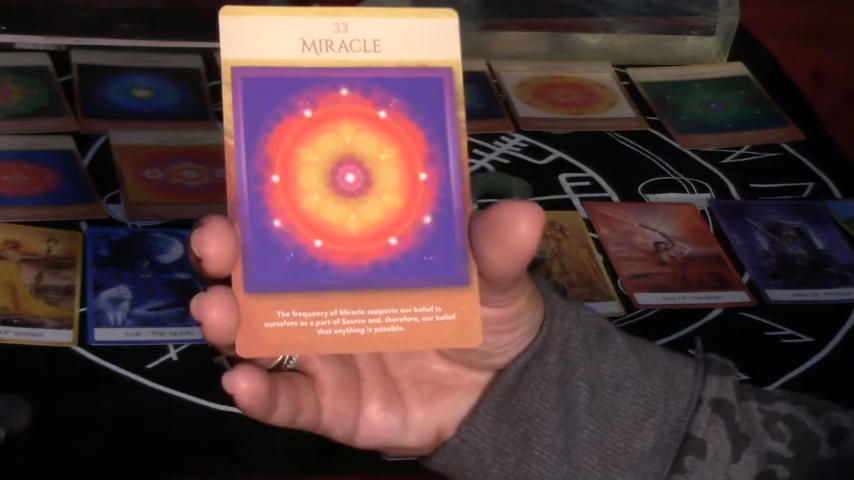 33
MIRACLE
The frequency of Miracle supports our belief in
ourselves as a part of Source and, therefore, our belief
that anything is possible.